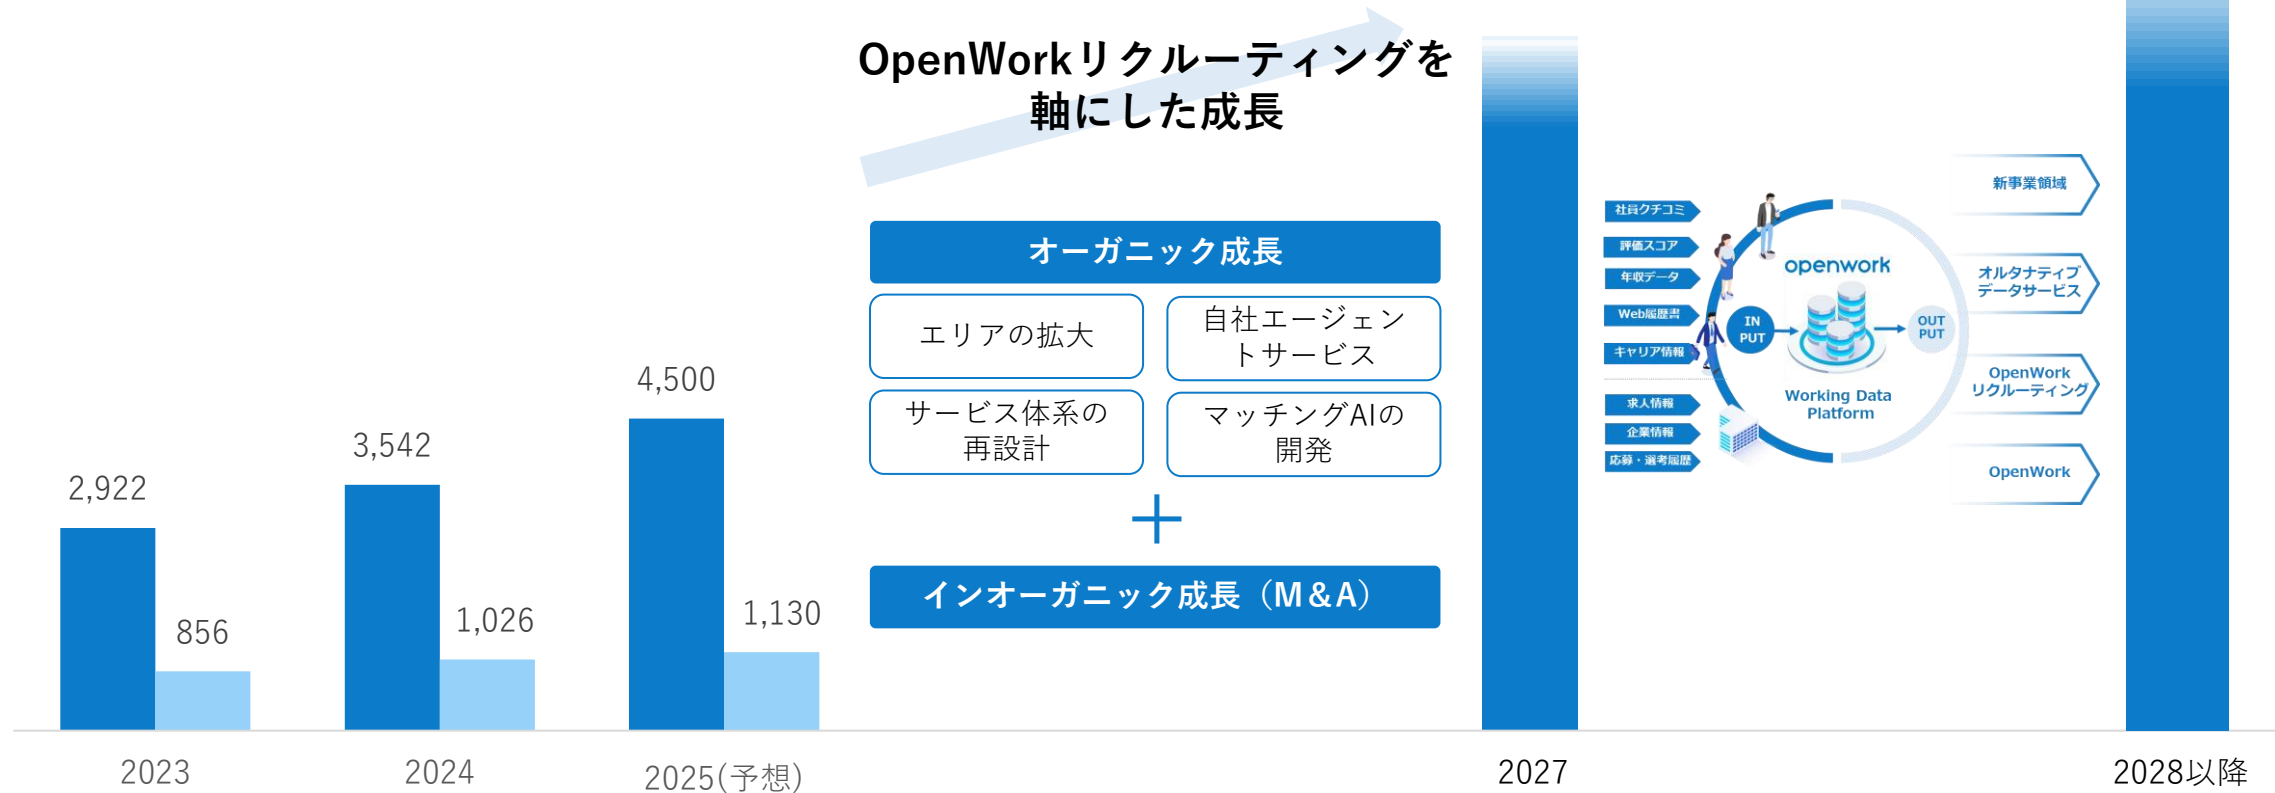 OpenWorkリクルーティングを
軸にした成長
オーガニック成長
エリアの拡大
自社エージェン
トサービス
サービス体系の
再設計
マッチングAIの
開発
インオーガニック成長（M＆A）
2,922
856
3,542
1,026
4,500
1,130
2023
2024
2025(予想)
2027
2028以降
社員クチコミ
評価スコア
年収データ
Web履歴書
キャリア情報
求人情報
企業情報
応募・選考履歴
openwork
IN
PUT
OUT
PUT
Working Data
Platform
新事業領域
オルタナティブ
データサービス
OpenWork
リクルーティング
OpenWork